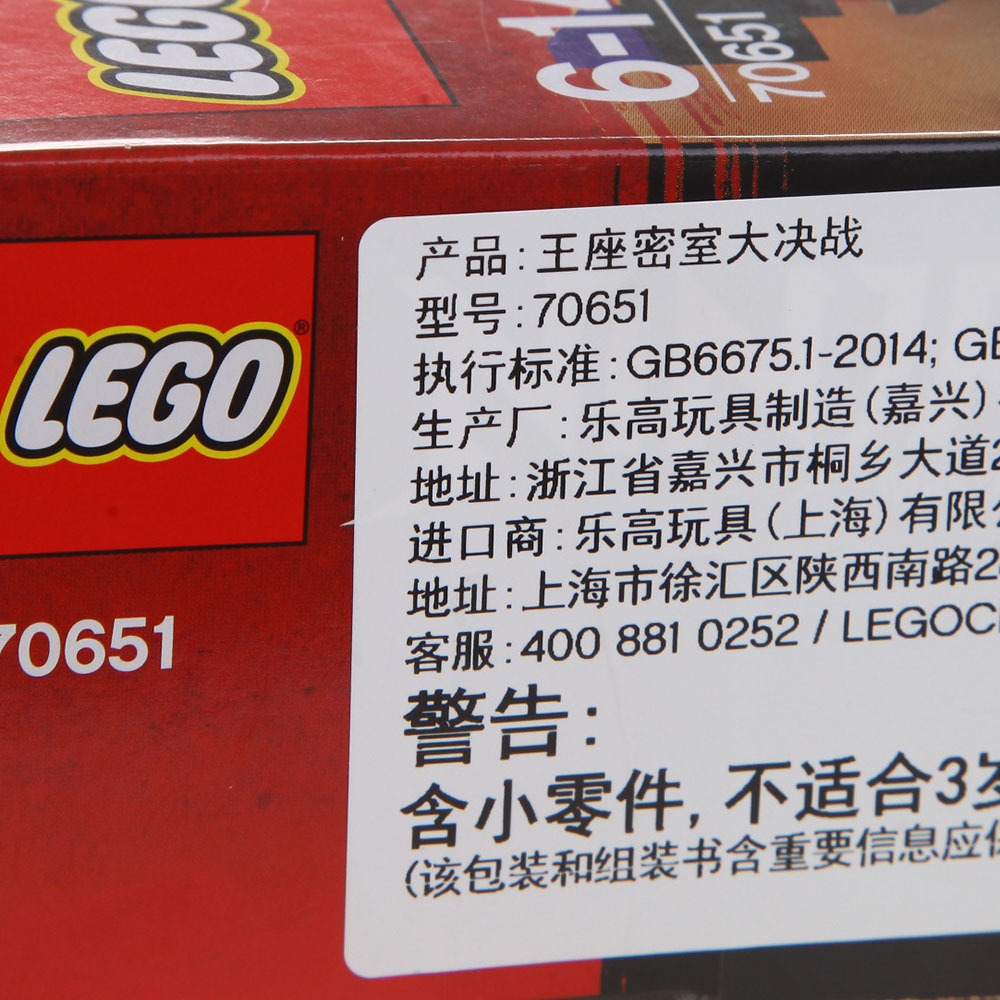 LEGO
6-1
70651
LEGO®
70651
产品:王座密室大决战
型号:70651
执行标准:GB6675.1-2014; GB
生产厂:乐高玩具制造(嘉兴)
地址:浙江省嘉兴市桐乡大道2
进口商:乐高玩具(上海)有限
地址:上海市徐汇区陕西南路2
客服:400 881 0252 / LEGOC
警告:
含小零件,不适合3岁
(该包装和组装书含重要信息应